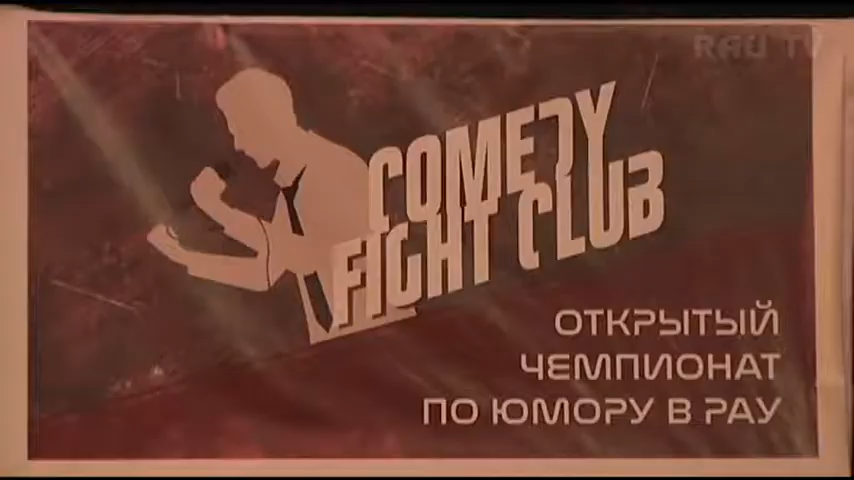 RAU TV
COMEDY
FIGHT CLUB
ОТКРЫТЫЙ
ЧЕМПИОНАТ
ПО ЮМОРУ В РАУ